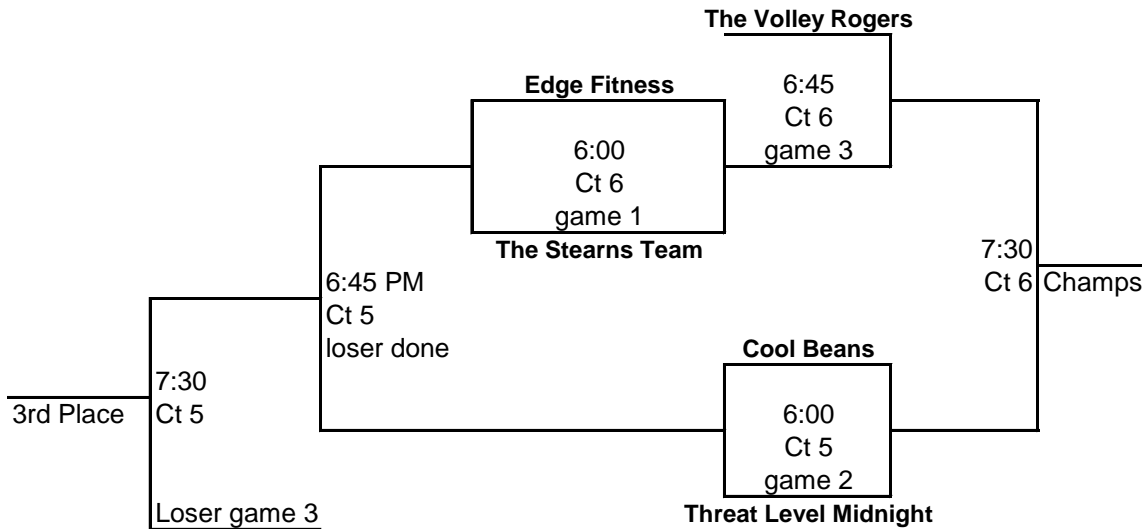 The Volley Rogers
Edge Fitness
6:45
Ct 6
game 3
6:00
Ct 6
game 1
The Stearns Team
7:30
Ct 6
Champs
6:45 PM
Ct 5
loser done
Cool Beans
7:30
Ct 5
3rd Place
6:00
Ct 5
game 2
Loser game 3
Threat Level Midnight